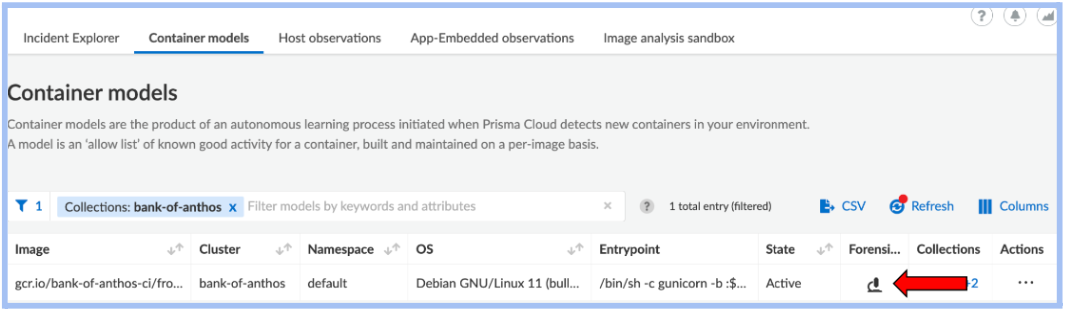 ?
Incident Explorer Container models Host observations App-Embedded observations Image analysis sandbox
Container models
Container models are the product of an autonomous learning process initiated when Prisma Cloud detects new containers in your environment.
A model is an 'allow list' of known good activity for a container, built and maintained on a per-image basis.
1 Collections: bank-of-anthos x Filter models by keywords and attributes × ? 1 total entry (filtered) CSV Refresh Columns
Image Cluster Namespace OS Entrypoint State Forensi... Collections Actions
gcr.io/bank-of-anthos-ci/fro... bank-of-anthos default Debian GNU/Linux 11 (bull... /bin/sh -c gunicorn -b :$... Active -2 ...